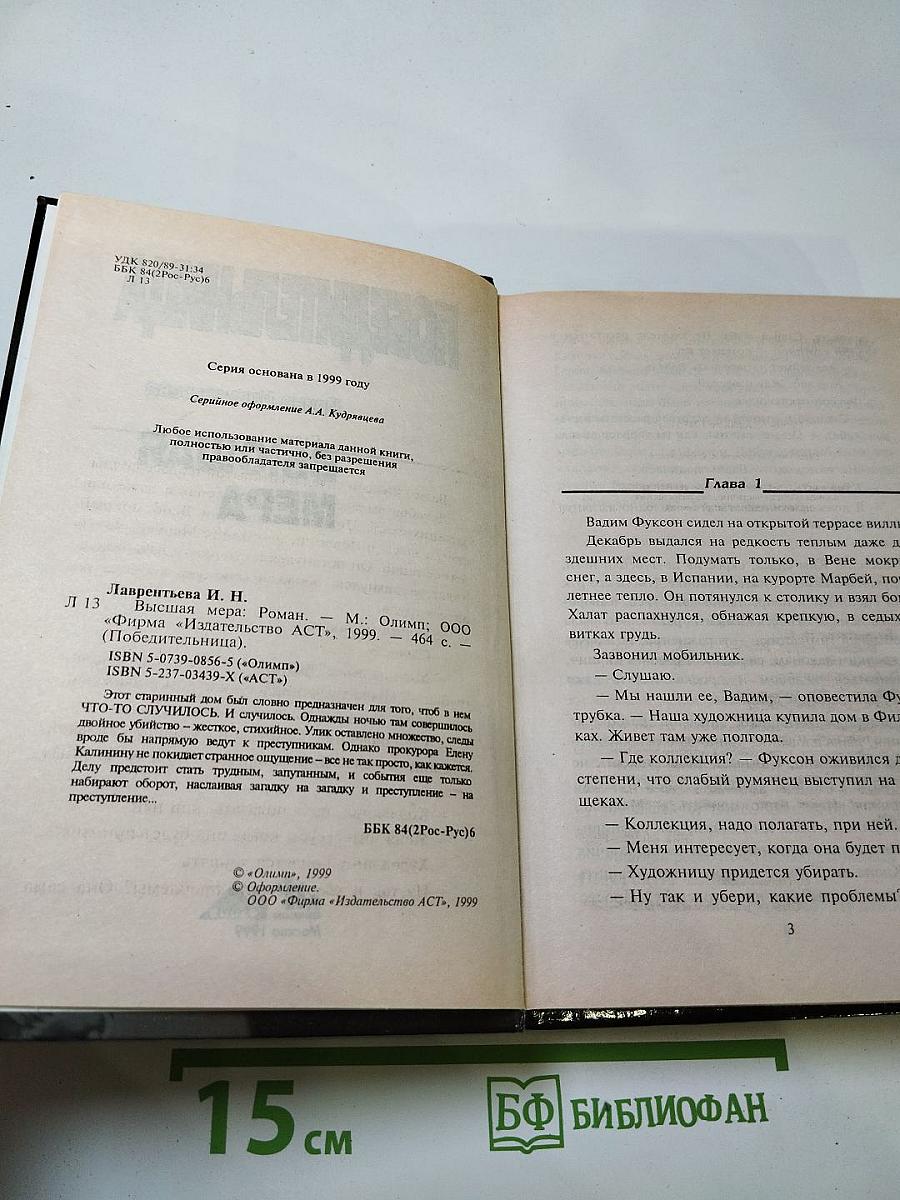 УДК 820/89-31:34
ББК 84(2Рос-Рус)6
Л 13
Серия основана в 1999 году
Серийное оформление А.А. Кудрявцева
Любое использование материала данной книги,
полностью или частично, без разрешения
правообладателя запрещается
Лаврентьева И. Н.
Л 13 Высшая мера: Роман. — М.: Олимп; ООО
«Фирма «Издательство АСТ», 1999. — 464 с. —
(Победительница).
ISBN 5-0739-0856-5 («Олимп»)
ISBN 5-237-03439-X («АСТ»)
Этот старинный дом был словно предназначен для того, чтоб в нем
ЧТО-ТО СЛУЧИЛОСЬ. И случилось. Однажды ночью там совершилось
двойное убийство – жесткое, стихийное. Улик оставлено множество, следы
вроде бы напрямую ведут к преступникам. Однако прокурора Елену
Калинину не покидает странное ощущение – все не так просто, как кажется.
Делу предстоит стать трудным, запутанным, и события еще только
набирают оборот, наслаивая загадку на загадку и преступление – на
преступление...
ББК 84(2Рос-Рус)6
© «Олимп», 1999
© Оформление.
ООО «Фирма «Издательство АСТ», 1999
Глава 1
Вадим Фуксон сидел на открытой террасе виллы
Декабрь выдался на редкость теплым даже д
здешних мест. Подумать только, в Вене мокр
снег, а здесь, в Испании, на курорте Марбей, поч
летнее тепло. Он потянулся к столику и взял бо
Халат распахнулся, обнажая крепкую, в седых
витках грудь.
Зазвонил мобильник.
— Слушаю.
— Мы нашли ее, Вадим, — оповестила Фу
трубка. — Наша художница купила дом в Фил
ках. Живет там уже полгода.
— Где коллекция? — Фуксон оживился д
степени, что слабый румянец выступил на
щеках.
— Коллекция, надо полагать, при ней.
— Меня интересует, когда она будет п
— Художницу придется убирать.
— Ну так и убери, какие проблемы?
3
15 см
БФ БИБЛИОФАН